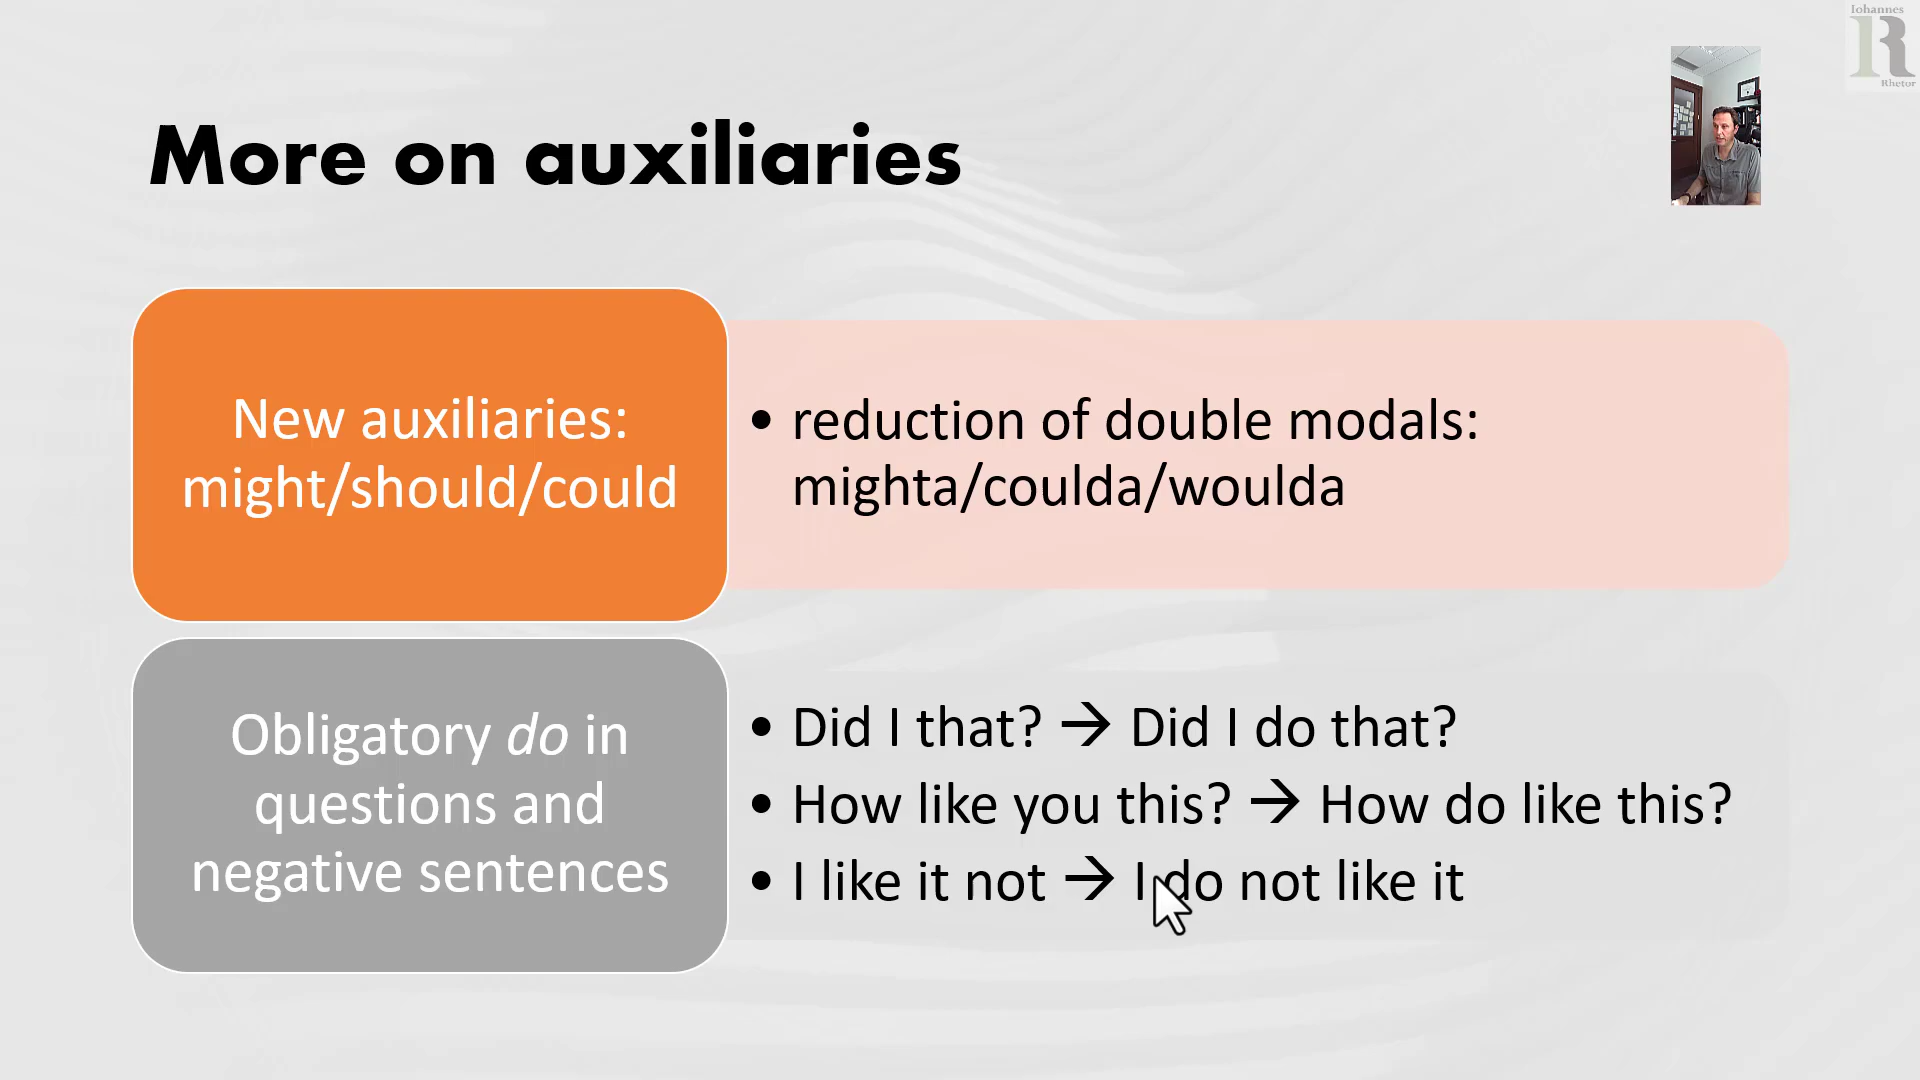 Iohannes
R
Rhetor
More on auxiliaries
New auxiliaries:
might/should/could
• reduction of double modals:
mighta/coulda/woulda
Obligatory do in
questions and
negative sentences
• Did I that? → Did I do that?
• How like you this? → How do like this?
• I like it not → I do not like it